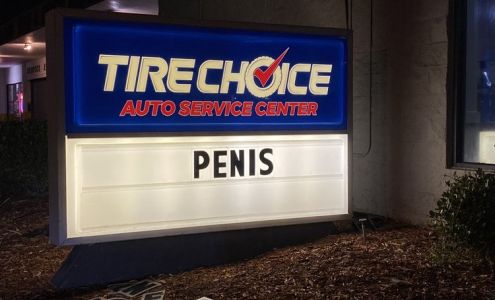 TIRE CHOICE
AUTO SERVICE CENTER
PENIS